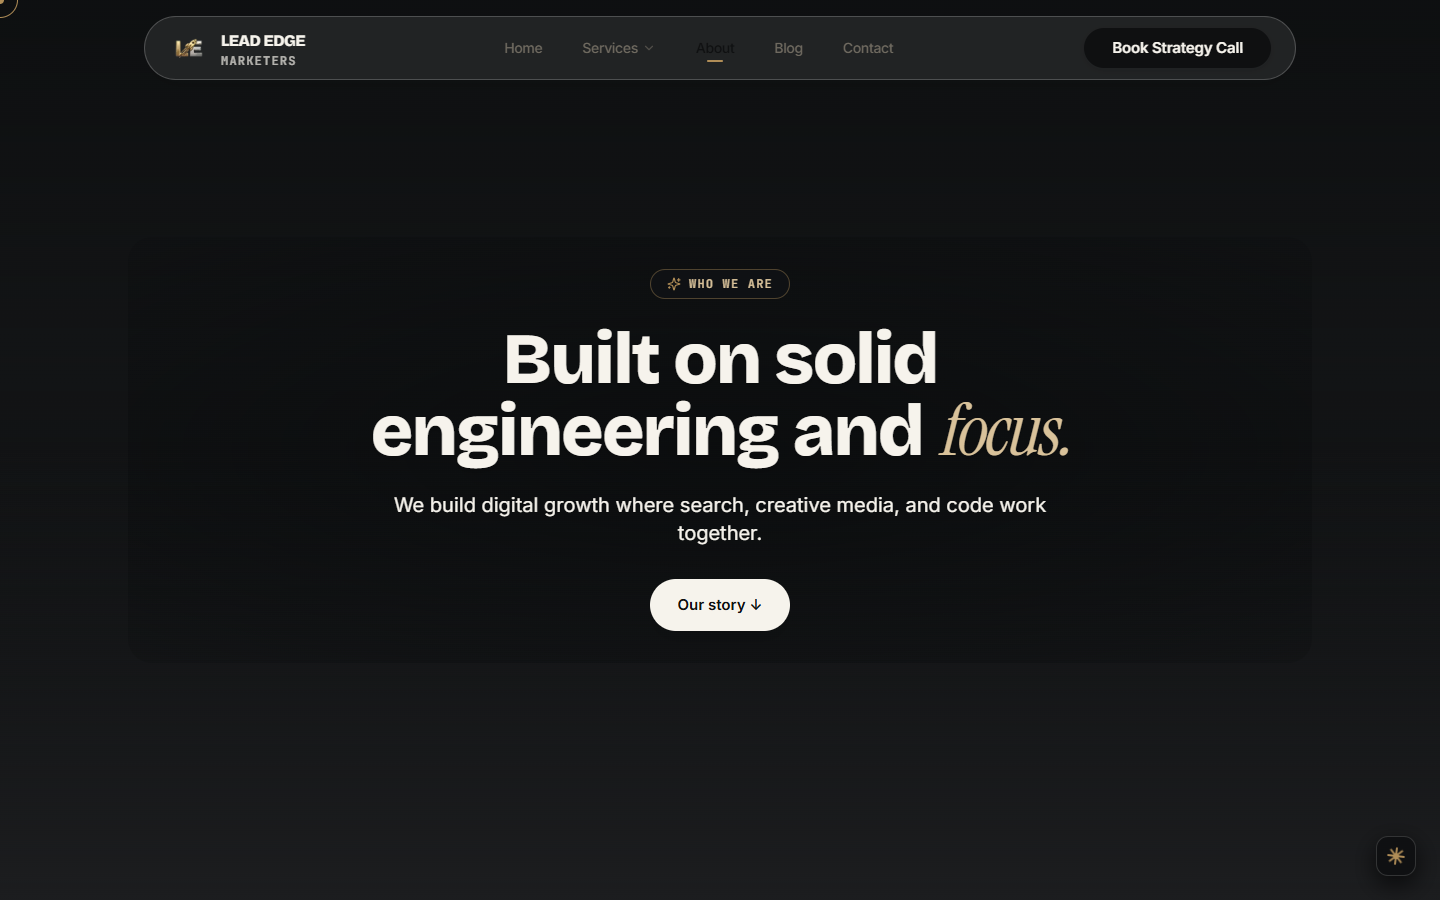 LEAD EDGE
MARKETERS
Home
Services
About
Blog
Contact
Book Strategy Call
WHO WE ARE
Built on solid
engineering and focus.
We build digital growth where search, creative media, and code work
together.
Our story ↓